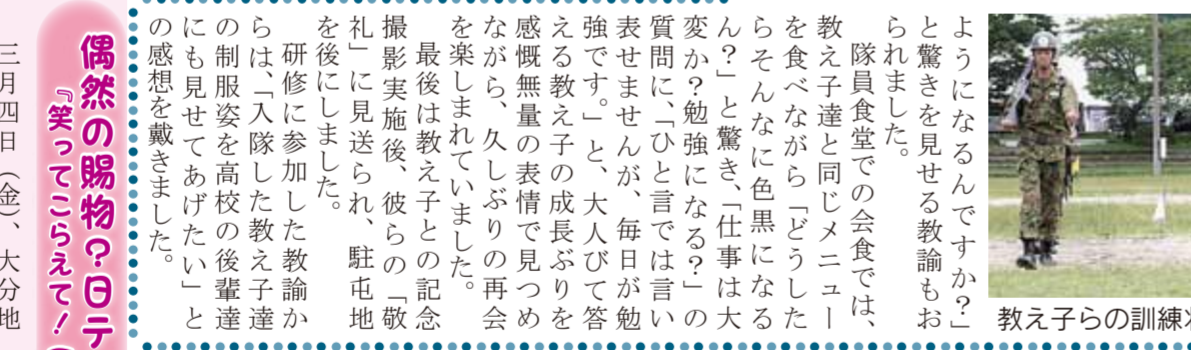 ようになるんですか？」
と驚きを見せる教諭もお
られました。
隊員食堂での会食では、
教え子達と同じメニュー
を食べながら「どうした
らそんなに色黒になる
ん？」と驚き、「仕事は大
変か？勉強になる？」の
質問に、「ひと言では言い
表せませんが、毎日が勉
強です。」と、大人びて答
える教え子の成長ぶりを
感慨無量の表情で見つめ
ながら、久しぶりの再会
を楽しまれていました。
最後は教え子との記念
撮影実施後、彼らの「敬
礼」に見送られ、駐屯地
を後にしました。
研修に参加した教諭か
らは、「入隊した教え子達
の制服姿を高校の後輩達
にも見せてあげたい」と
の感想を戴きました。
教え子らの訓練
偶然の賜物？日テ
『笑ってこらえて！
三月四日（金）、大分地